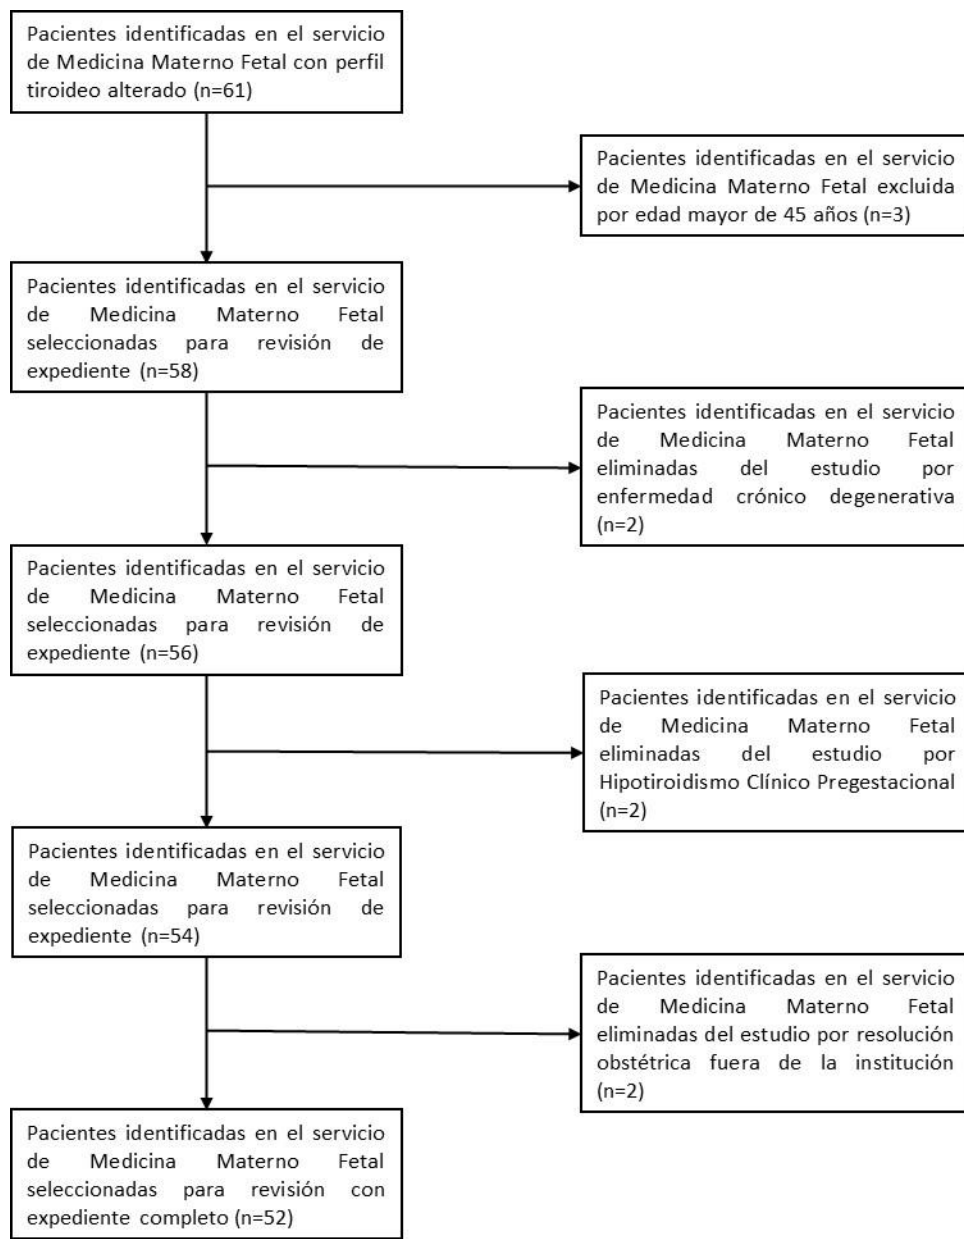 Pacientes identificadas en el servicio
de Medicina Materno Fetal con perfil
tiroideo alterado (n=61)
Pacientes identificadas en el servicio
de Medicina Materno Fetal excluida
por edad mayor de 45 años (n=3)
Pacientes identificadas en el servicio
de Medicina Materno Fetal
seleccionadas para revisión de
expediente (n=58)
Pacientes identificadas en el servicio
de Medicina Materno Fetal
eliminadas del estudio por
enfermedad crónico degenerativa
(n=2)
Pacientes identificadas en el servicio
de Medicina Materno Fetal
seleccionadas para revisión de
expediente (n=56)
Pacientes identificadas en el servicio
de Medicina Materno Fetal
eliminadas del estudio por
Hipotiroidismo Clínico Pregestacional
(n=2)
Pacientes identificadas en el servicio
de Medicina Materno Fetal
seleccionadas para revisión de
expediente (n=54)
Pacientes identificadas en el servicio
de Medicina Materno Fetal
eliminadas del estudio por resolución
obstétrica fuera de la institución
(n=2)
Pacientes identificadas en el servicio
de Medicina Materno Fetal
seleccionadas para revisión con
expediente completo (n=52)